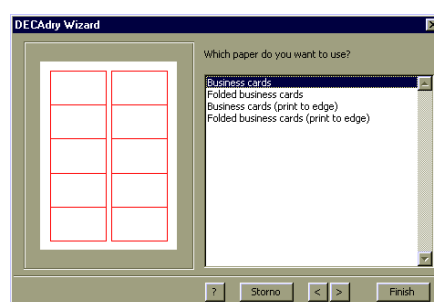 DECAdry Wizard
Which paper do you want to use?
Business cards
Folded business cards
Business cards (print to edge)
Folded business cards (print to edge)
? Storno < > Finish